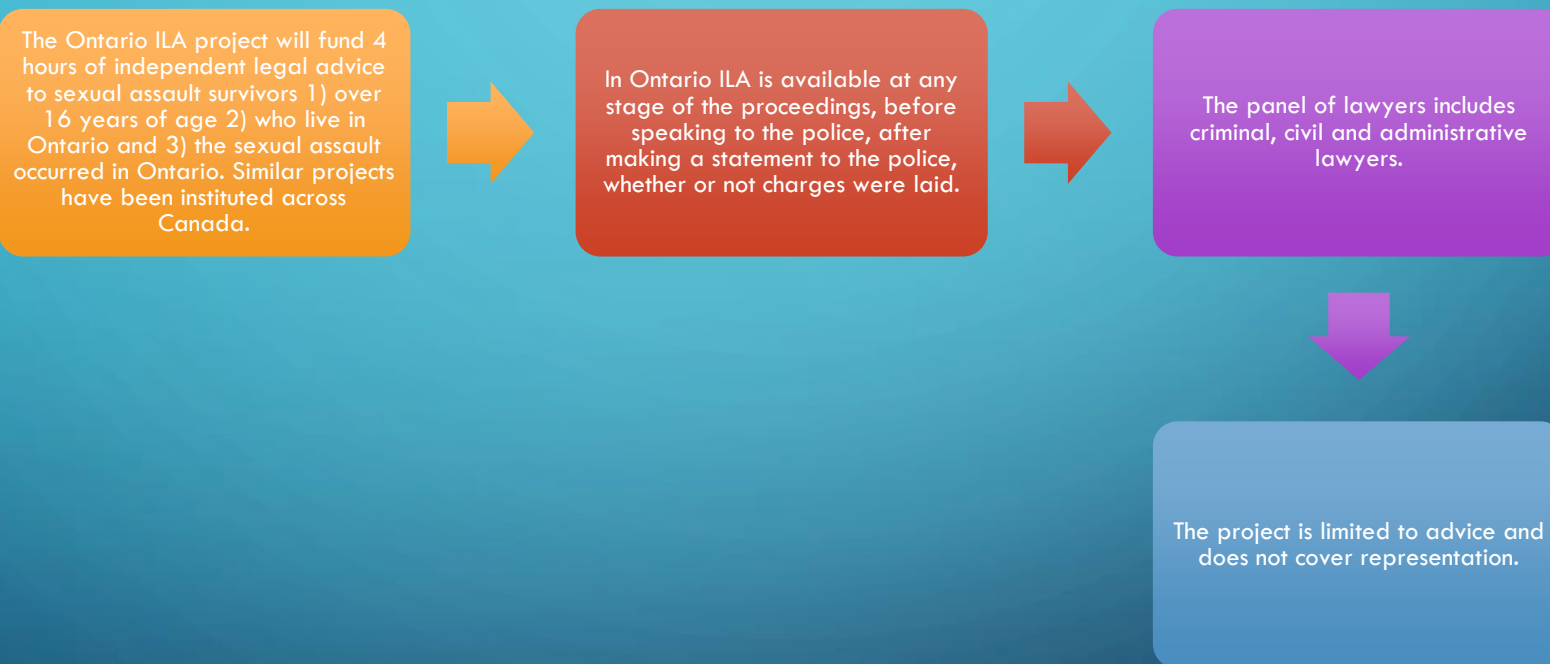 The Ontario ILA project will fund 4
hours of independent legal advice
to sexual assault survivors 1) over
16 years of age 2) who live in
Ontario and 3) the sexual assault
occurred in Ontario. Similar projects
have been instituted across
Canada.
In Ontario ILA is available at any
stage of the proceedings, before
speaking to the police, after
making a statement to the police,
whether or not charges were laid.
The panel of lawyers includes
criminal, civil and administrative
lawyers.
The project is limited to advice and
does not cover representation.